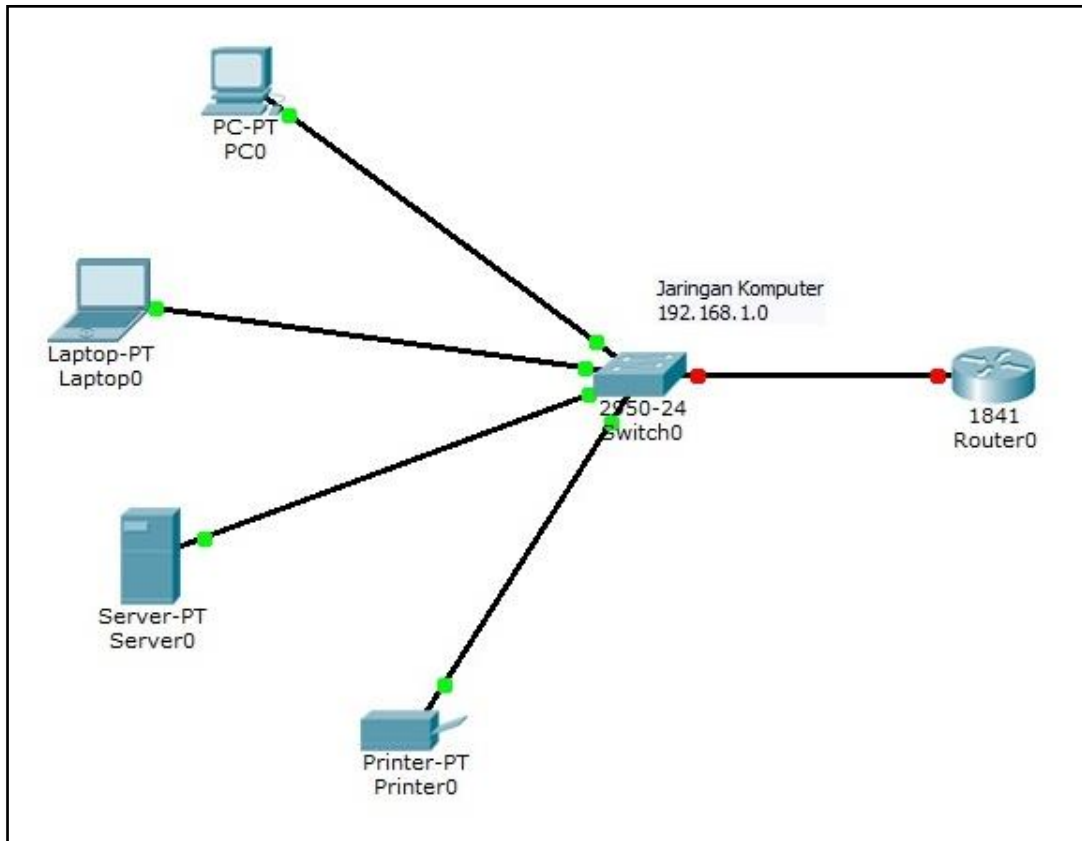 PC-PT
PC0
Jaringan Komputer
192.168.1.0
Laptop-PT
Laptop0
2950-24
Switch0
1841
Router0
Server-PT
Server0
Printer-PT
Printer0